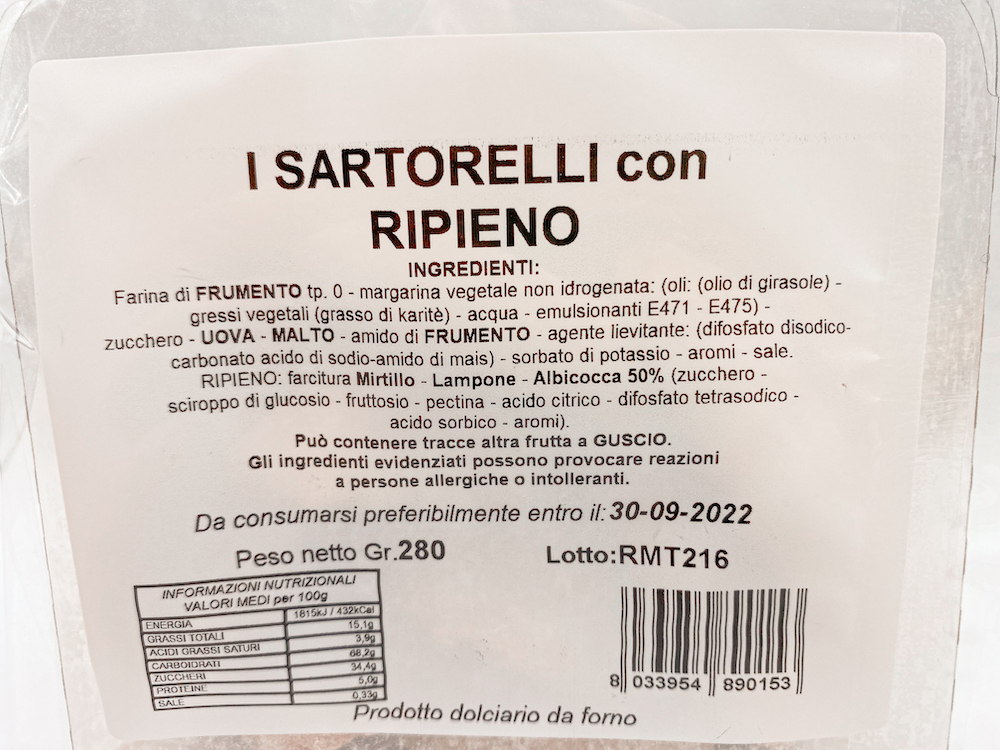 I SARTORELLI con
RIPIENO
INGREDIENTI:
Farina di FRUMENTO tp. 0 - margarina vegetale non idrogenata: (oli: (olio di girasole) -
gressi vegetali (grasso di karitè) - acqua - emulsionanti E471 - E475) -
zucchero - UOVA - MALTO - amido di FRUMENTO - agente lievitante: (difosfato disodico-
carbonato acido di sodio-amido di mais) - sorbato di potassio - aromi - sale.
RIPIENO: farcitura Mirtillo - Lampone - Albicocca 50% (zucchero -
sciroppo di glucosio - fruttosio - pectina - acido citrico - difosfato tetrasodico -
acido sorbico - aromi).
Può contenere tracce altra frutta a GUSCIO.
Gli ingredienti evidenziati possono provocare reazioni
a persone allergiche o intolleranti.
Da consumarsi preferibilmente entro il: 30-09-2022
Peso netto Gr.280 Lotto:RMT216
INFORMAZIONI NUTRIZIONALI
VALORI MEDI per 100g
ENERGIA 1815kJ / 432kCal
GRASSI TOTALI 15,1g
ACIDI GRASSI SATURI 3,9g
CARBOIDRATI 68,2g
ZUCCHERI 34,4g
PROTEINE 5,0g
SALE 0,33g
8 033954 890153
Prodotto dolciario da forno